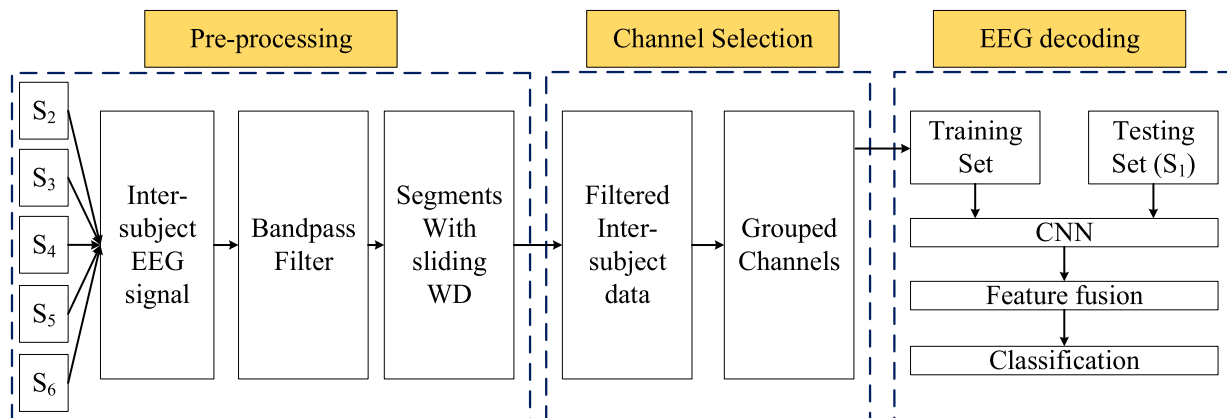 Pre-processing
Channel Selection
EEG decoding
S₂
S₃
S₄
S₅
S₆
Inter-
subject
EEG
signal
Bandpass
Filter
Segments
With
sliding
WD
Filtered
Inter-
subject
data
Grouped
Channels
Training
Set
Testing
Set (S₁)
CNN
Feature fusion
Classification